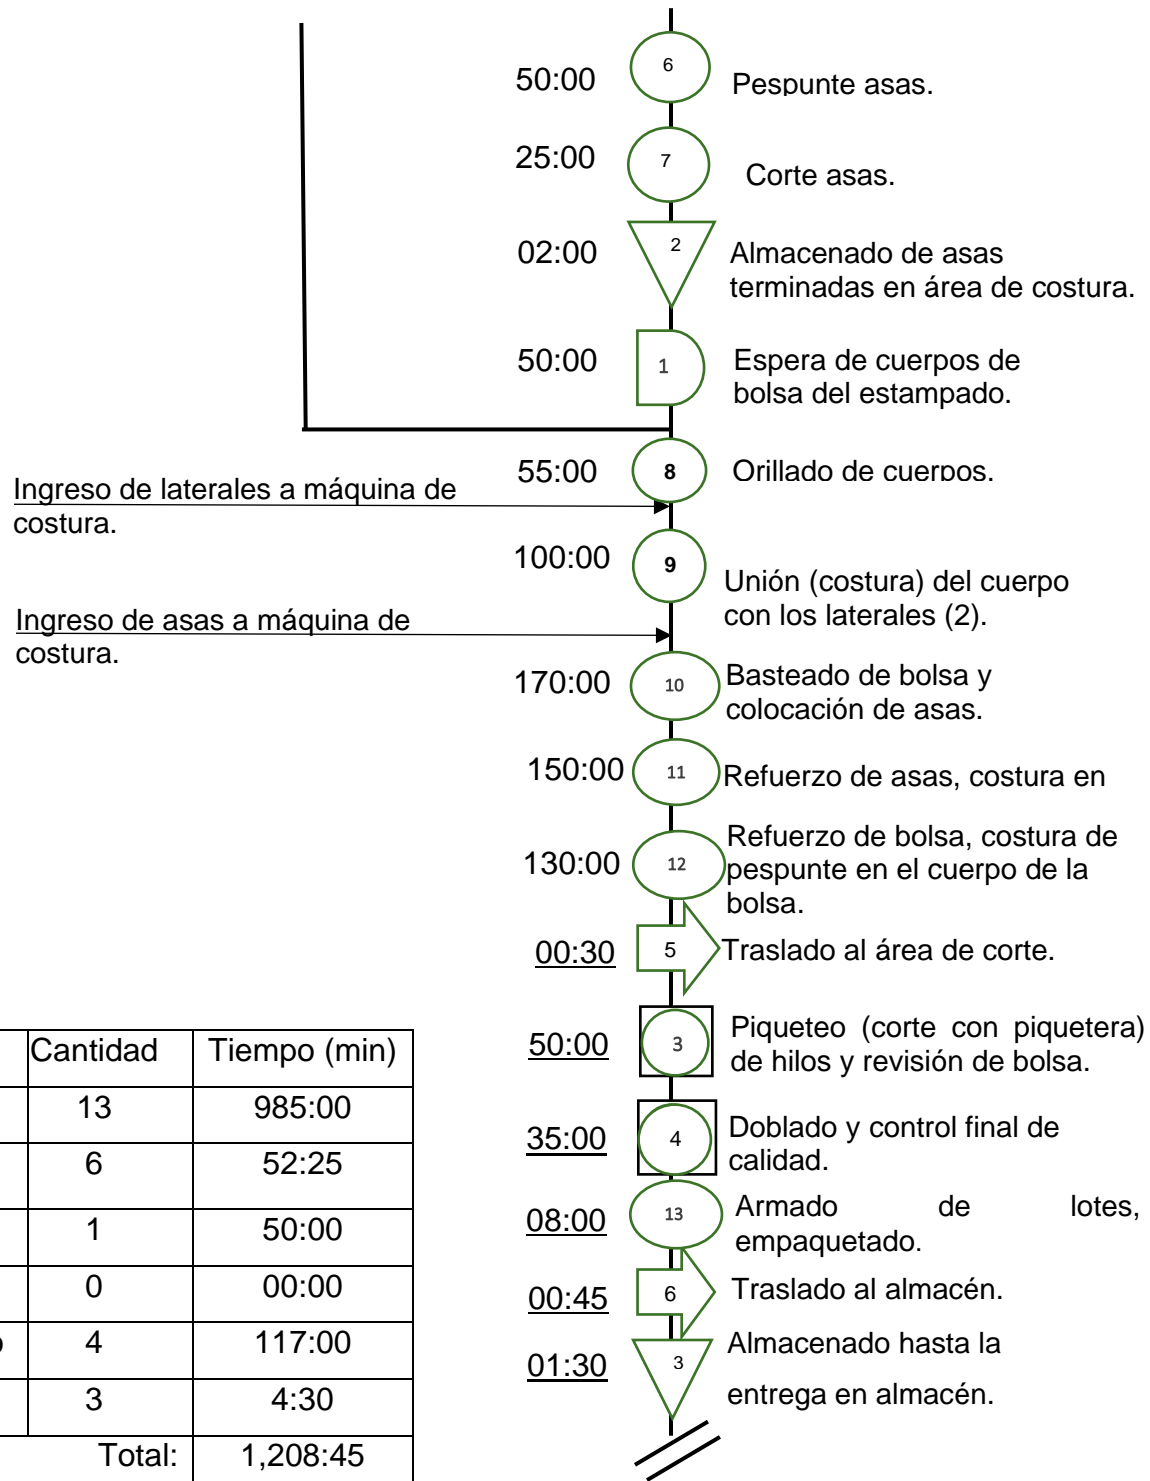 50:00
6
Pespunte asas.
25:00
7
Corte asas.
02:00
2
Almacenado de asas
terminadas en área de costura.
50:00
1
Espera de cuerpos de
bolsa del estampado.
55:00
8
Orillado de cuerpos.
Ingreso de laterales a máquina de
costura.
100:00
9
Unión (costura) del cuerpo
con los laterales (2).
Ingreso de asas a máquina de
costura.
170:00
10
Basteado de bolsa y
colocación de asas.
150:00
11
Refuerzo de asas, costura en
130:00
12
Refuerzo de bolsa, costura de
pespunte en el cuerpo de la
bolsa.
00:30
5
Traslado al área de corte.
50:00
3
Piqueteo (corte con piquetera)
de hilos y revisión de bolsa.
35:00
4
Doblado y control final de
calidad.
08:00
13
Armado de lotes,
empaquetado.
00:45
6
Traslado al almacén.
01:30
3
Almacenado hasta la
entrega en almacén.
Cantidad Tiempo (min)
13 985:00
6 52:25
1 50:00
0 00:00
o 4 117:00
3 4:30
Total: 1,208:45